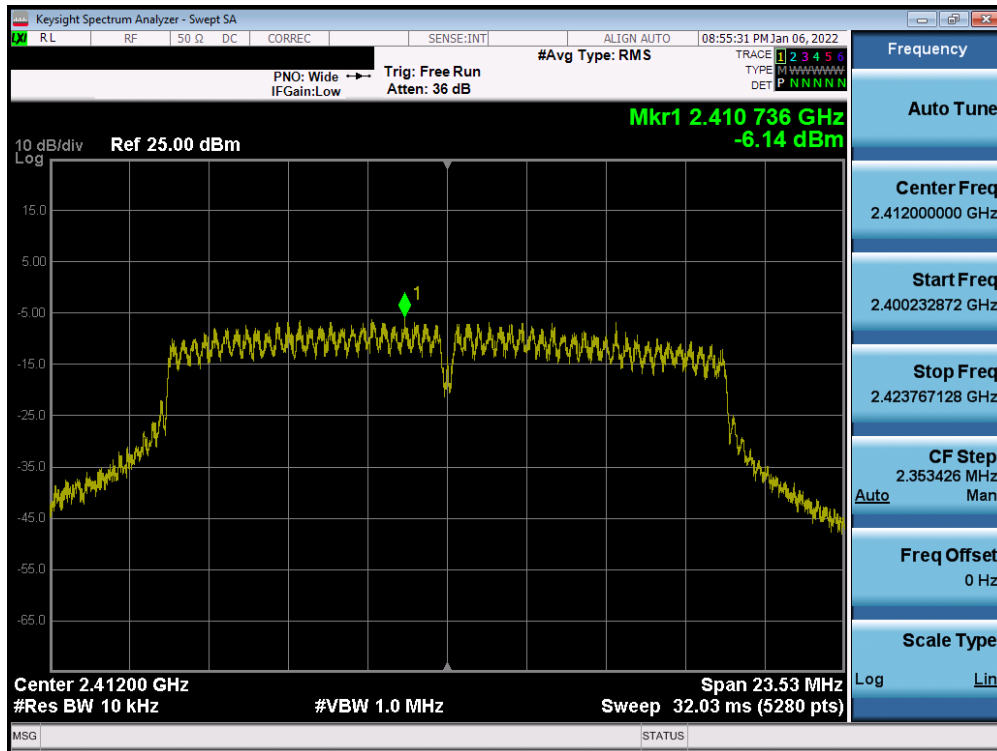 Keysight Spectrum Analyzer - Swept SA
LXI RL RF 50 Ω DC CORREC SENSE:INT ALIGN AUTO 08:55:31 PM Jan 06, 2022
Frequency
#Avg Type: RMS
TRACE 1 2 3 4 5 6
PNO: Wide Trig: Free Run
TYPE M WWWWW
IFGain:Low Atten: 36 dB
DET P N N N N N
Mkr1 2.410 736 GHz
-6.14 dBm
10 dB/div Ref 25.00 dBm
Log
15.0
5.00
-5.00
-15.0
-25.0
-35.0
-45.0
-55.0
-65.0
1
Center 2.41200 GHz Span 23.53 MHz
#Res BW 10 kHz #VBW 1.0 MHz Sweep 32.03 ms (5280 pts)
MSG STATUS
Auto Tune
Center Freq
2.412000000 GHz
Start Freq
2.400232872 GHz
Stop Freq
2.423767128 GHz
CF Step
2.353426 MHz
Auto Man
Freq Offset
0 Hz
Scale Type
Log Lin